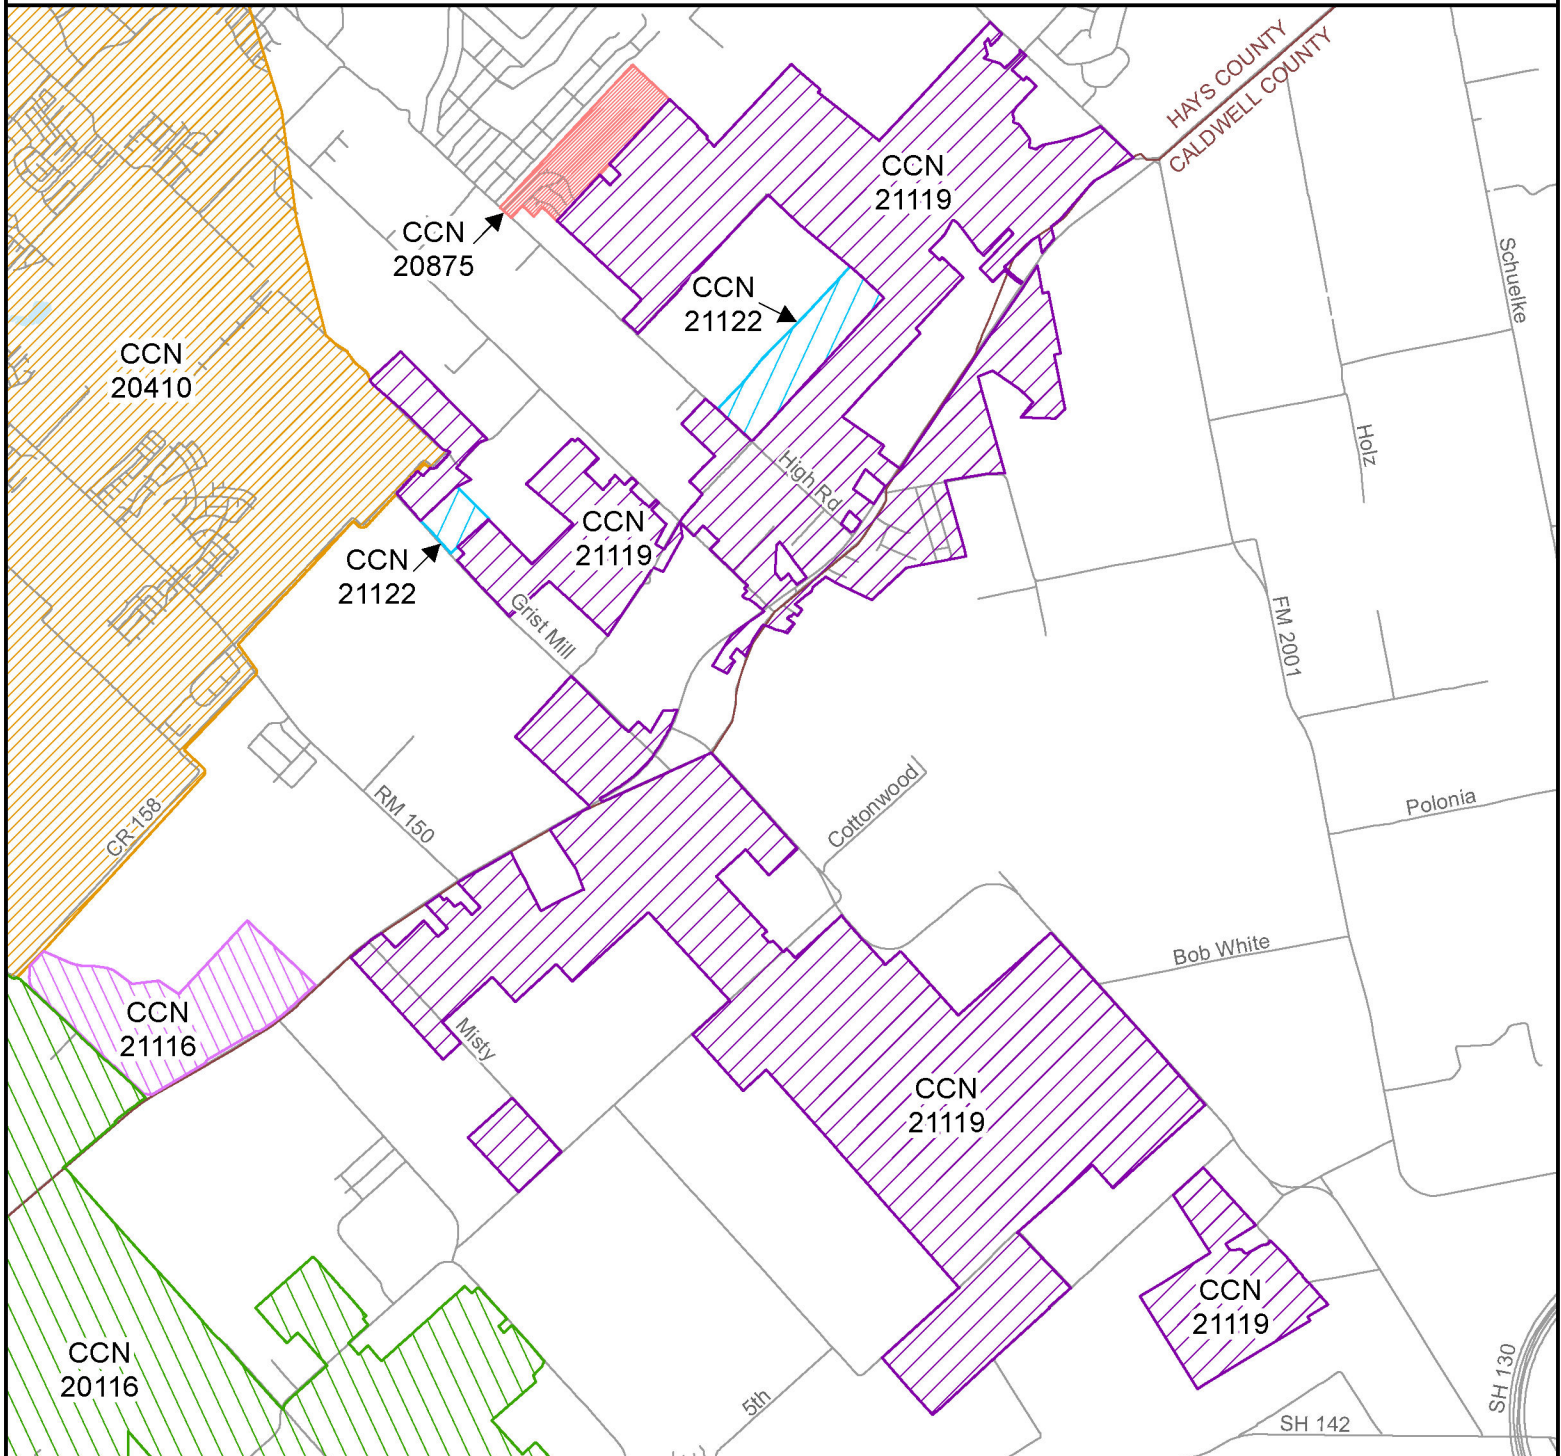 HAYS COUNTY
CALDWELL COUNTY
CCN
21119
CCN
20875
CCN
21122
Schuelke
CCN
20410
Holz
High Rd
CCN
21119
CCN
21122
Grist Mill
FM 2001
RM 150
Cottonwood
Polonia
CR 158
Bob White
CCN
21116
Misty
CCN
21119
CCN
21119
CCN
20116
5th
SH 142
SH 130